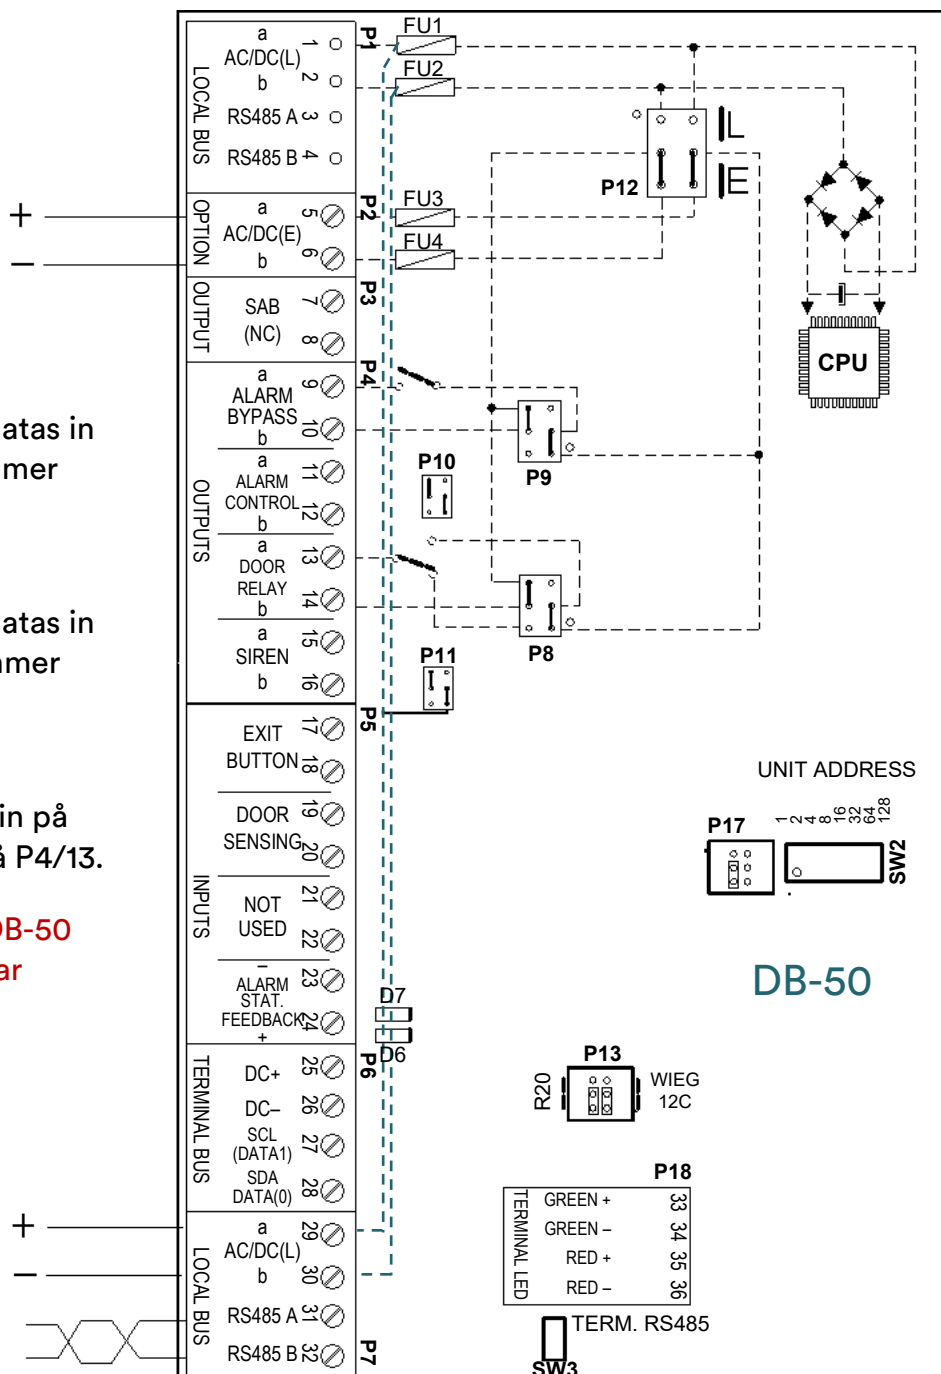 FU1
P1
a
AC/DC(L)
1
2
b
FU2
RS485 A 3
RS485 B 4
LOCAL BUS
L
E
P12
+
−
OPTION
a
AC/DC(E)
b
5
6
P2
FU3
FU4
OUTPUT
SAB
(NC)
7
8
P3
CPU
OUTPUTS
a
ALARM
BYPASS
b
9
10
P4
P9
a
ALARM
CONTROL
b
11
12
P10
a
DOOR
RELAY
b
13
14
P8
a
SIREN
b
15
16
P11
atas in
mer
atas in
mer
in på
å P4/13.
DB-50
ar
INPUTS
EXIT
BUTTON
17
18
P5
DOOR
SENSING
19
20
NOT
USED
21
22
−
ALARM
STAT.
FEEDBACK
+
23
24
D7
D6
UNIT ADDRESS
1 2 4 8 16 32 64 128
P17
SW2
DB-50
TERMINAL BUS
DC+
DC−
SCL
(DATA1)
SDA
DATA(0)
25
26
27
28
P6
P13
R20
WIEG
12C
P18
TERMINAL LED
GREEN + 33
GREEN − 34
RED + 35
RED − 36
+
−
LOCAL BUS
a
AC/DC(L)
b
29
30
RS485 A 31
RS485 B 32
P7
TERM. RS485
SW3